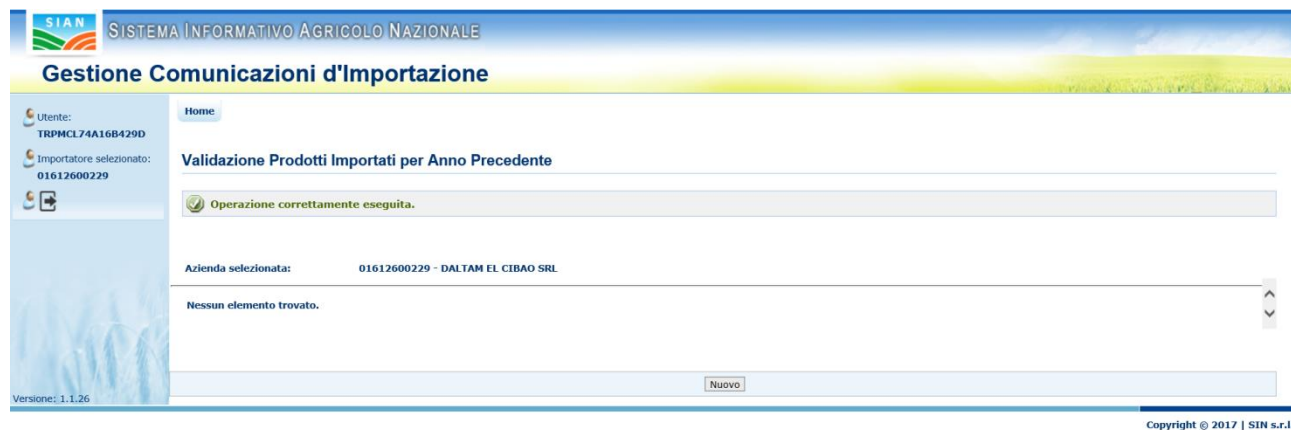 SIAN
SISTEMA INFORMATIVO AGRICOLO NAZIONALE
Gestione Comunicazioni d'Importazione
Utente:
TRPMCL74A16B429D
Importatore selezionato:
01612600229
Home
Validazione Prodotti Importati per Anno Precedente
Operazione correttamente eseguita.
Azienda selezionata: 01612600229 - DALTAM EL CIBAO SRL
Nessun elemento trovato.
Nuovo
Versione: 1.1.26
Copyright © 2017 | SIN s.r.l